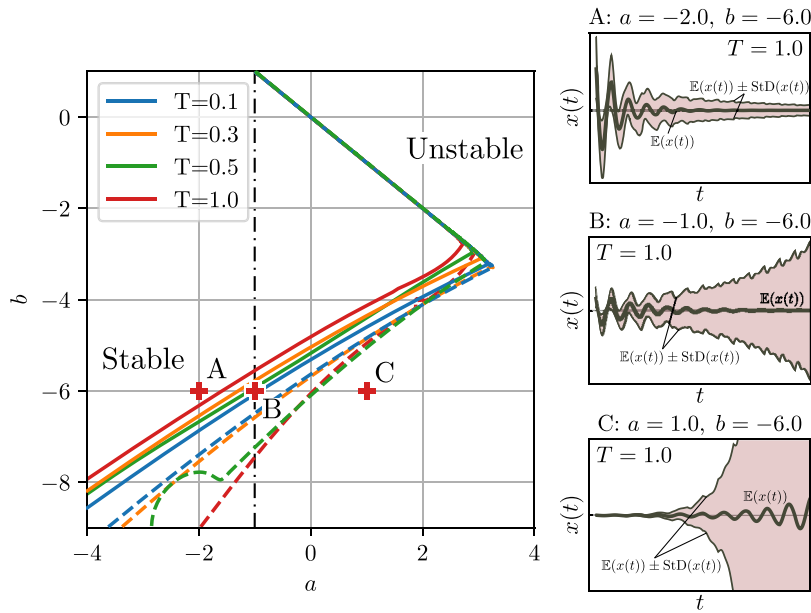 T=0.1
T=0.3
T=0.5
T=1.0
Unstable
Stable
A
B
C
0
−2
−4
−6
−8
b
−4
−2
0
2
4
a
A: a = −2.0, b = −6.0
T = 1.0
𝔼(x(t)) ± StD(x(t))
𝔼(x(t))
x(t)
t
B: a = −1.0, b = −6.0
T = 1.0
𝔼(x(t))
𝔼(x(t)) ± StD(x(t))
x(t)
t
C: a = 1.0, b = −6.0
T = 1.0
𝔼(x(t))
𝔼(x(t)) ± StD(x(t))
x(t)
t